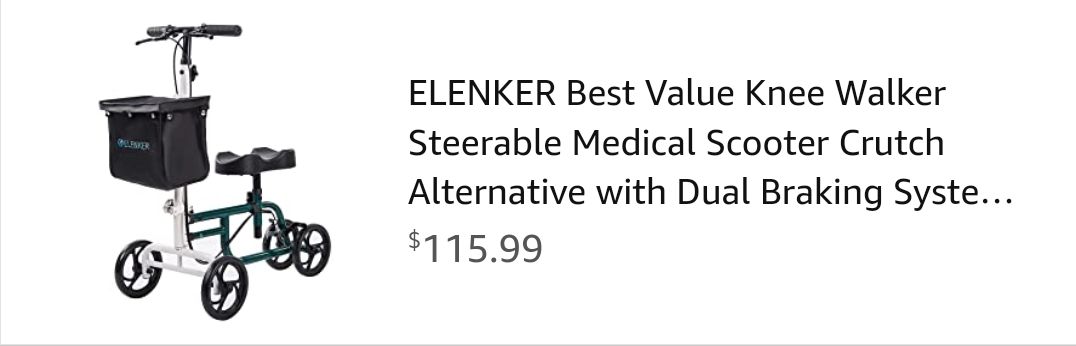 ELENKER
ELENKER Best Value Knee Walker
Steerable Medical Scooter Crutch
Alternative with Dual Braking Syste...
$115.99